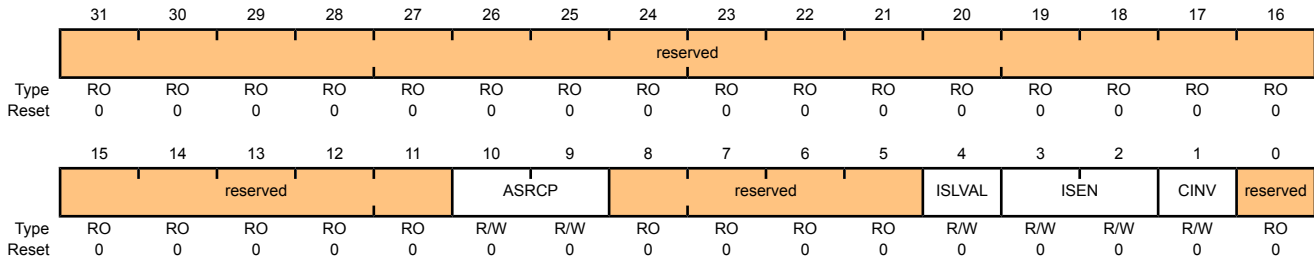 31 30 29 28 27 26 25 24 23 22 21 20 19 18 17 16
reserved
Type RO RO RO RO RO RO RO RO RO RO RO RO RO RO RO RO
Reset 0 0 0 0 0 0 0 0 0 0 0 0 0 0 0 0
15 14 13 12 11 10 9 8 7 6 5 4 3 2 1 0
reserved ASRCP reserved ISLVAL ISEN CINV reserved
Type RO RO RO RO RO R/W R/W RO RO RO RO R/W R/W R/W R/W RO
Reset 0 0 0 0 0 0 0 0 0 0 0 0 0 0 0 0